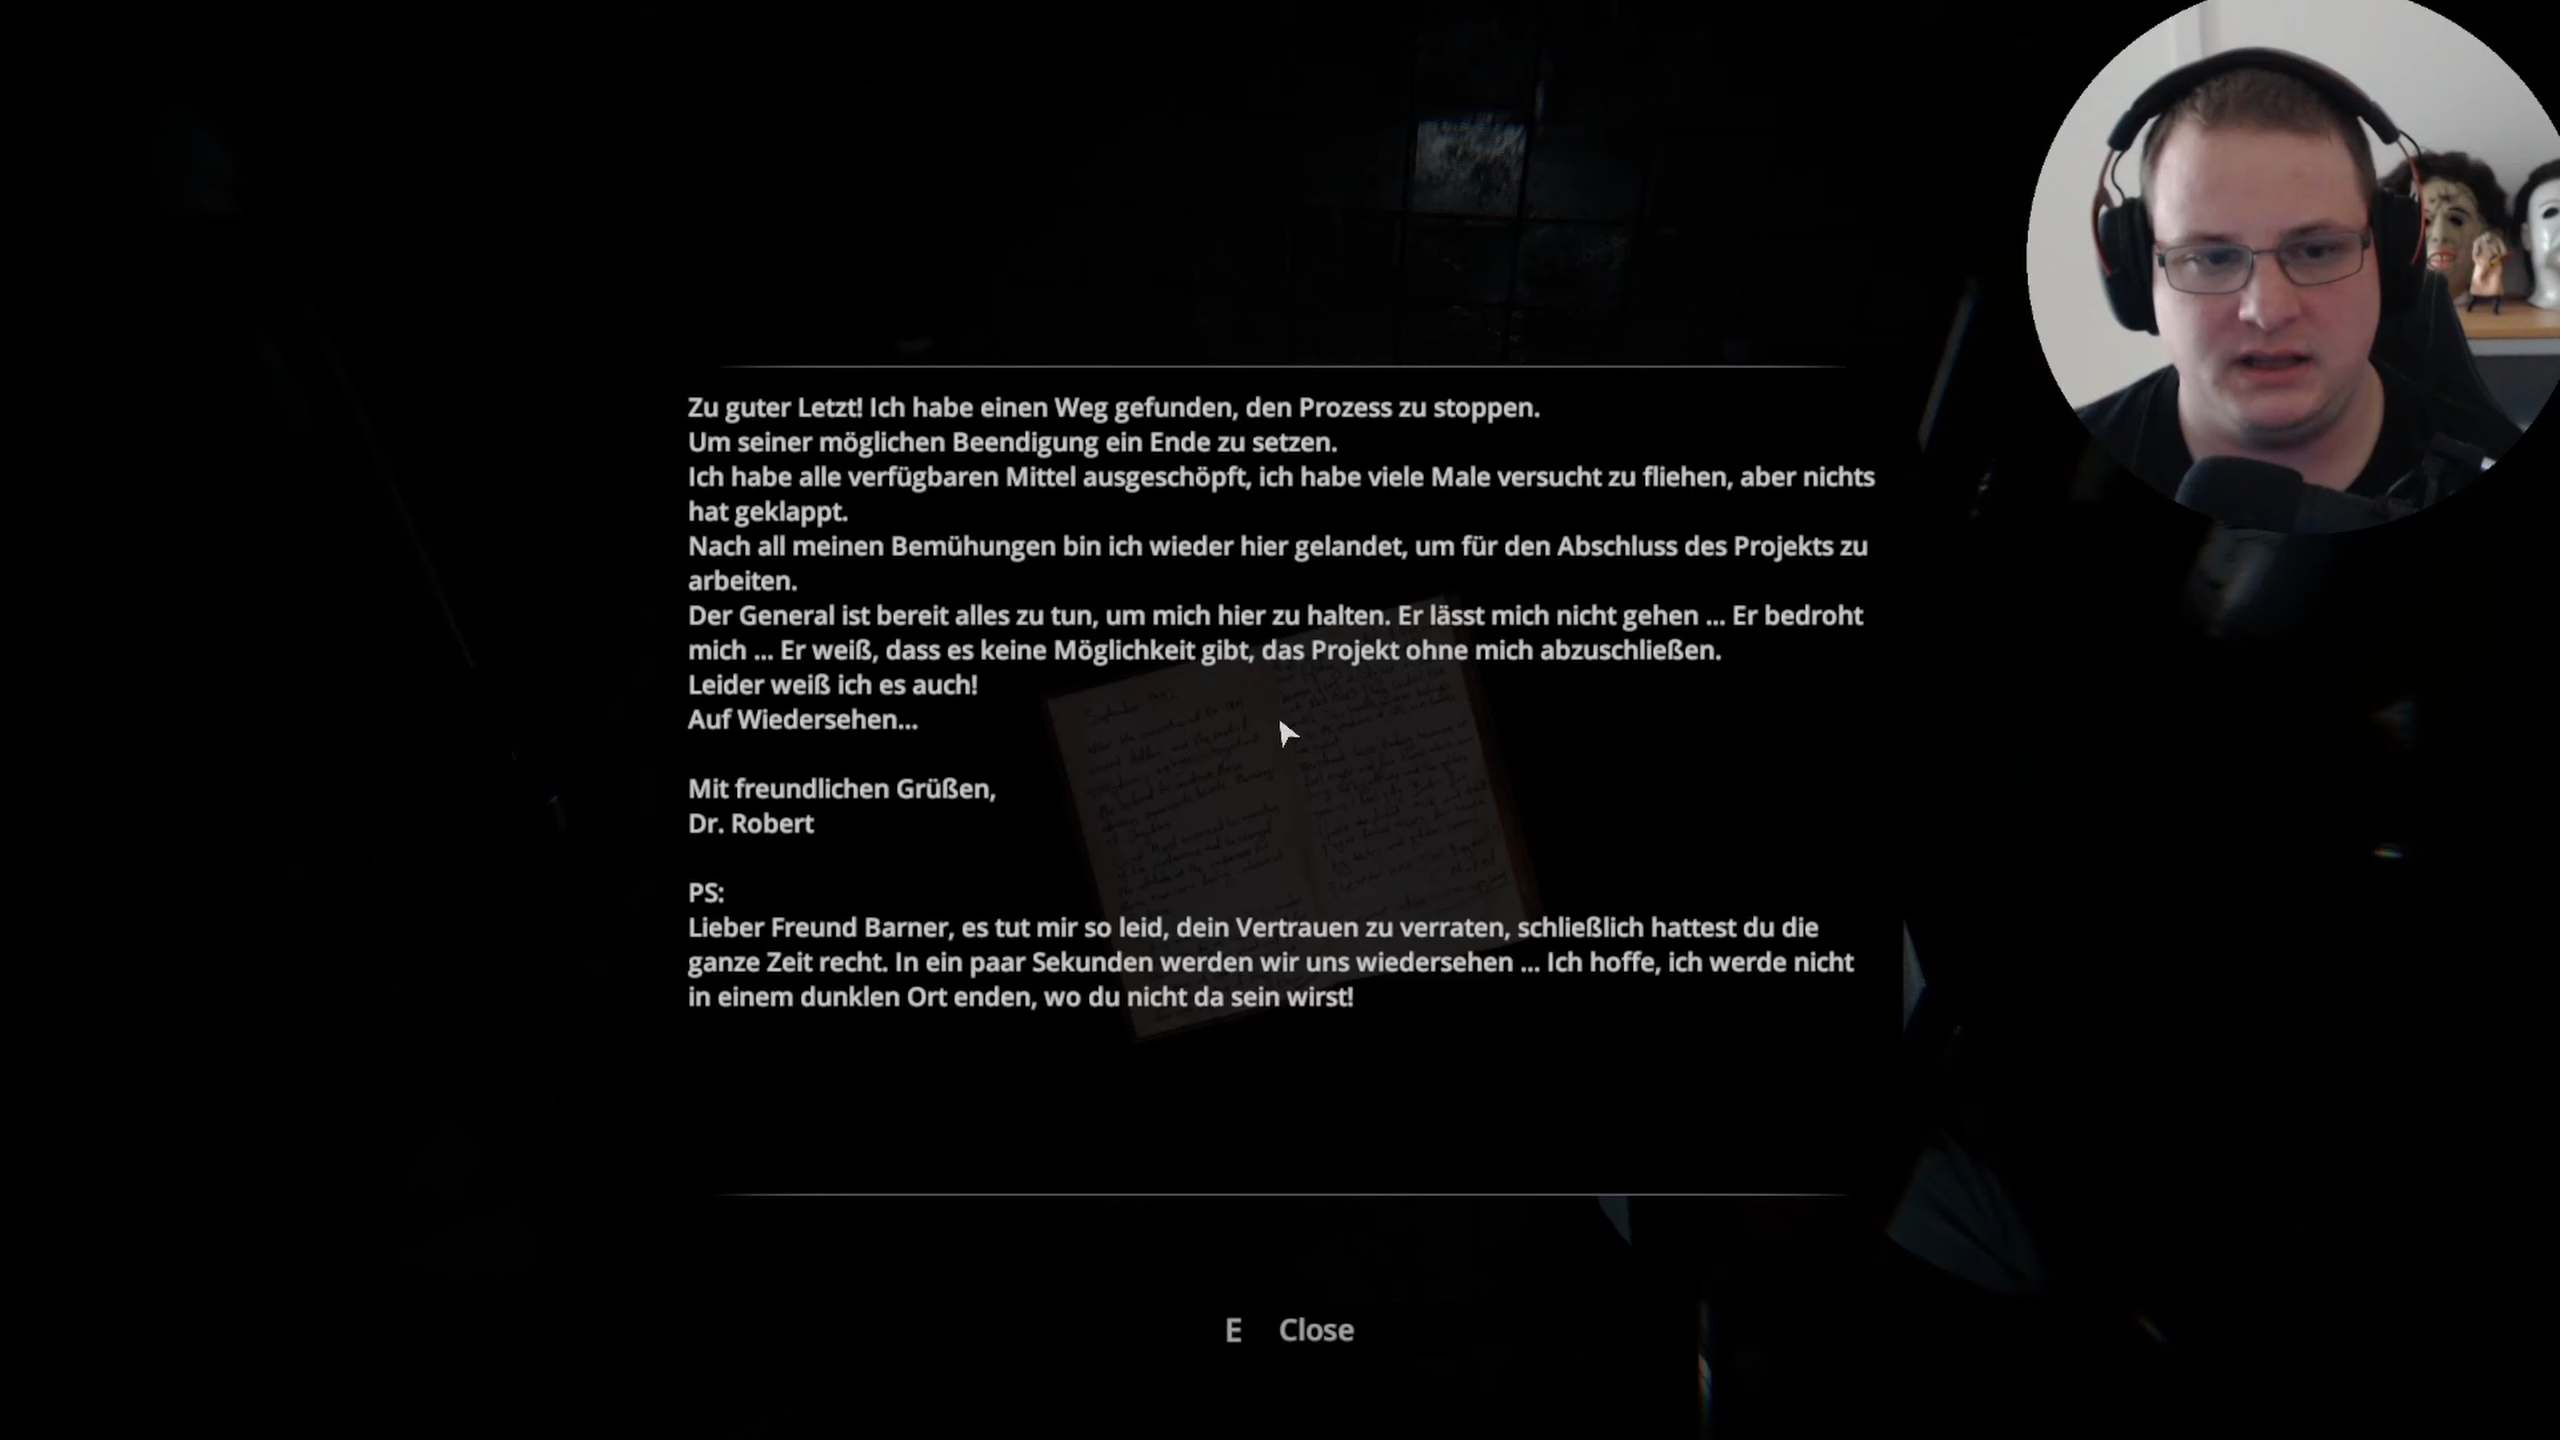 Zu guter Letzt! Ich habe einen Weg gefunden, den Prozess zu stoppen.
Um seiner möglichen Beendigung ein Ende zu setzen.
Ich habe alle verfügbaren Mittel ausgeschöpft, ich habe viele Male versucht zu fliehen, aber nichts
hat geklappt.
Nach all meinen Bemühungen bin ich wieder hier gelandet, um für den Abschluss des Projekts zu
arbeiten.
Der General ist bereit alles zu tun, um mich hier zu halten. Er lässt mich nicht gehen ... Er bedroht
mich ... Er weiß, dass es keine Möglichkeit gibt, das Projekt ohne mich abzuschließen.
Leider weiß ich es auch!
Auf Wiedersehen...
Mit freundlichen Grüßen,
Dr. Robert
PS:
Lieber Freund Barner, es tut mir so leid, dein Vertrauen zu verraten, schließlich hattest du die
ganze Zeit recht. In ein paar Sekunden werden wir uns wiedersehen ... Ich hoffe, ich werde nicht
in einem dunklen Ort enden, wo du nicht da sein wirst!
E Close